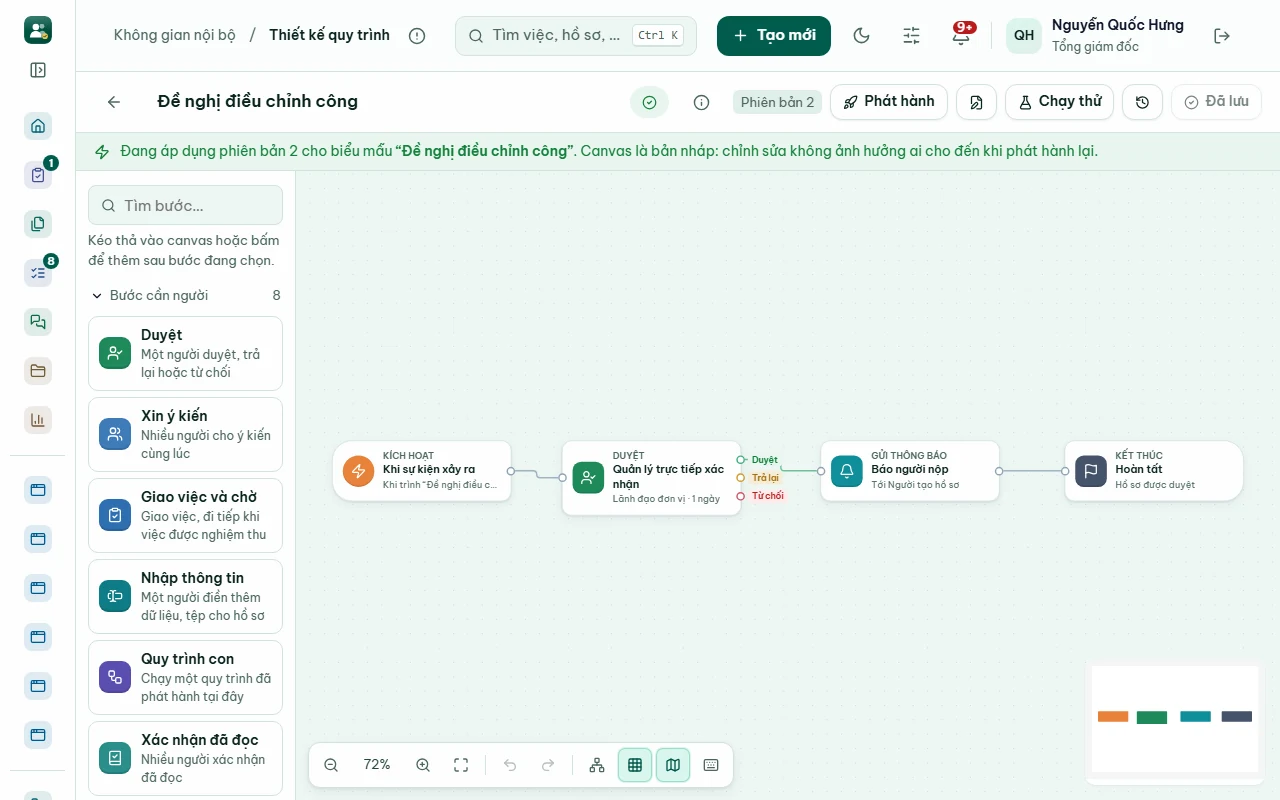 Không gian nội bộ / Thiết kế quy trình
Tìm việc, hồ sơ, ... Ctrl K
Tạo mới
9+
QH
Nguyễn Quốc Hưng
Tổng giám đốc
Đề nghị điều chỉnh công
Phiên bản 2
Phát hành
Chạy thử
Đã lưu
Đang áp dụng phiên bản 2 cho biểu mẫu “Đề nghị điều chỉnh công”. Canvas là bản nháp: chỉnh sửa không ảnh hưởng ai cho đến khi phát hành lại.
1
8
Tìm bước...
Kéo thả vào canvas hoặc bấm
để thêm sau bước đang chọn.
Bước cần người 8
Duyệt
Một người duyệt, trả
lại hoặc từ chối
Xin ý kiến
Nhiều người cho ý kiến
cùng lúc
Giao việc và chờ
Giao việc, đi tiếp khi
việc được nghiệm thu
Nhập thông tin
Một người điền thêm
dữ liệu, tệp cho hồ sơ
Quy trình con
Chạy một quy trình đã
phát hành tại đây
Xác nhận đã đọc
Nhiều người xác nhận
đã đọc
KÍCH HOẠT
Khi sự kiện xảy ra
Khi trình “Đề nghị điều c...
DUYỆT
Quản lý trực tiếp xác
nhận
Lãnh đạo đơn vị · 1 ngày
Duyệt
Trả lại
Từ chối
GỬI THÔNG BÁO
Báo người nộp
Tới Người tạo hồ sơ
KẾT THÚC
Hoàn tất
Hồ sơ được duyệt
72%